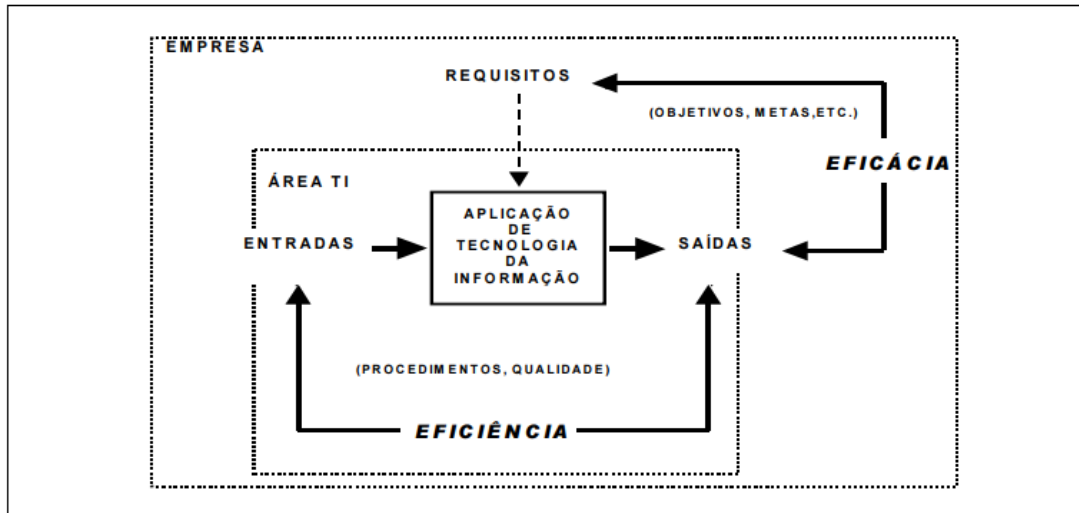 EMPRESA
REQUISITOS
(OBJETIVOS, METAS,ETC.)
EFICÁCIA
ÁREA TI
APLICAÇÃO
DE
TECNOLOGIA
DA
INFORMAÇÃO
ENTRADAS
SAÍDAS
(PROCEDIMENTOS, QUALIDADE)
EFICIÊNCIA